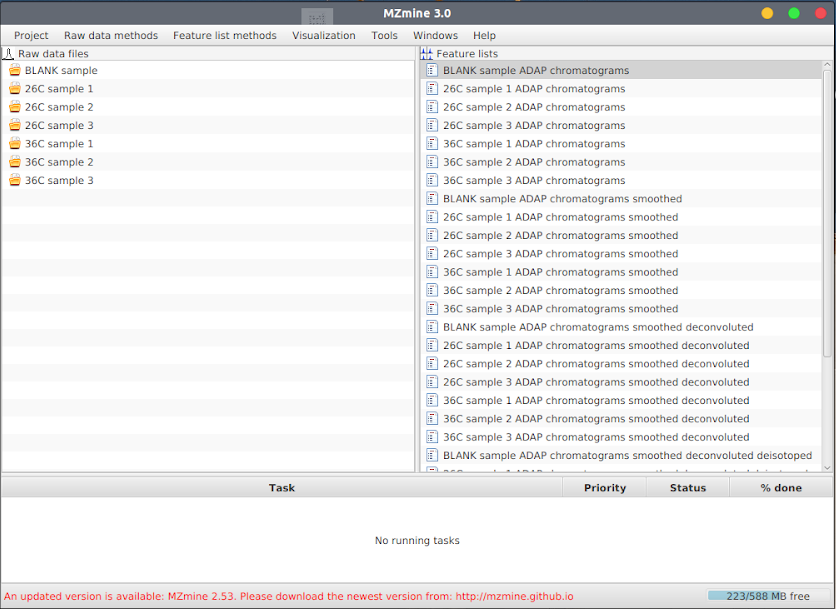 MZmine 3.0
Project Raw data methods Feature list methods Visualization Tools Windows Help
Raw data files
BLANK sample
26C sample 1
26C sample 2
26C sample 3
36C sample 1
36C sample 2
36C sample 3
Feature lists
BLANK sample ADAP chromatograms
26C sample 1 ADAP chromatograms
26C sample 2 ADAP chromatograms
26C sample 3 ADAP chromatograms
36C sample 1 ADAP chromatograms
36C sample 2 ADAP chromatograms
36C sample 3 ADAP chromatograms
BLANK sample ADAP chromatograms smoothed
26C sample 1 ADAP chromatograms smoothed
26C sample 2 ADAP chromatograms smoothed
26C sample 3 ADAP chromatograms smoothed
36C sample 1 ADAP chromatograms smoothed
36C sample 2 ADAP chromatograms smoothed
36C sample 3 ADAP chromatograms smoothed
BLANK sample ADAP chromatograms smoothed deconvoluted
26C sample 1 ADAP chromatograms smoothed deconvoluted
26C sample 2 ADAP chromatograms smoothed deconvoluted
26C sample 3 ADAP chromatograms smoothed deconvoluted
36C sample 1 ADAP chromatograms smoothed deconvoluted
36C sample 2 ADAP chromatograms smoothed deconvoluted
36C sample 3 ADAP chromatograms smoothed deconvoluted
BLANK sample ADAP chromatograms smoothed deconvoluted deisotoped
Task Priority Status % done
No running tasks
An updated version is available: MZmine 2.53. Please download the newest version from: http://mzmine.github.io
223/588 MB free